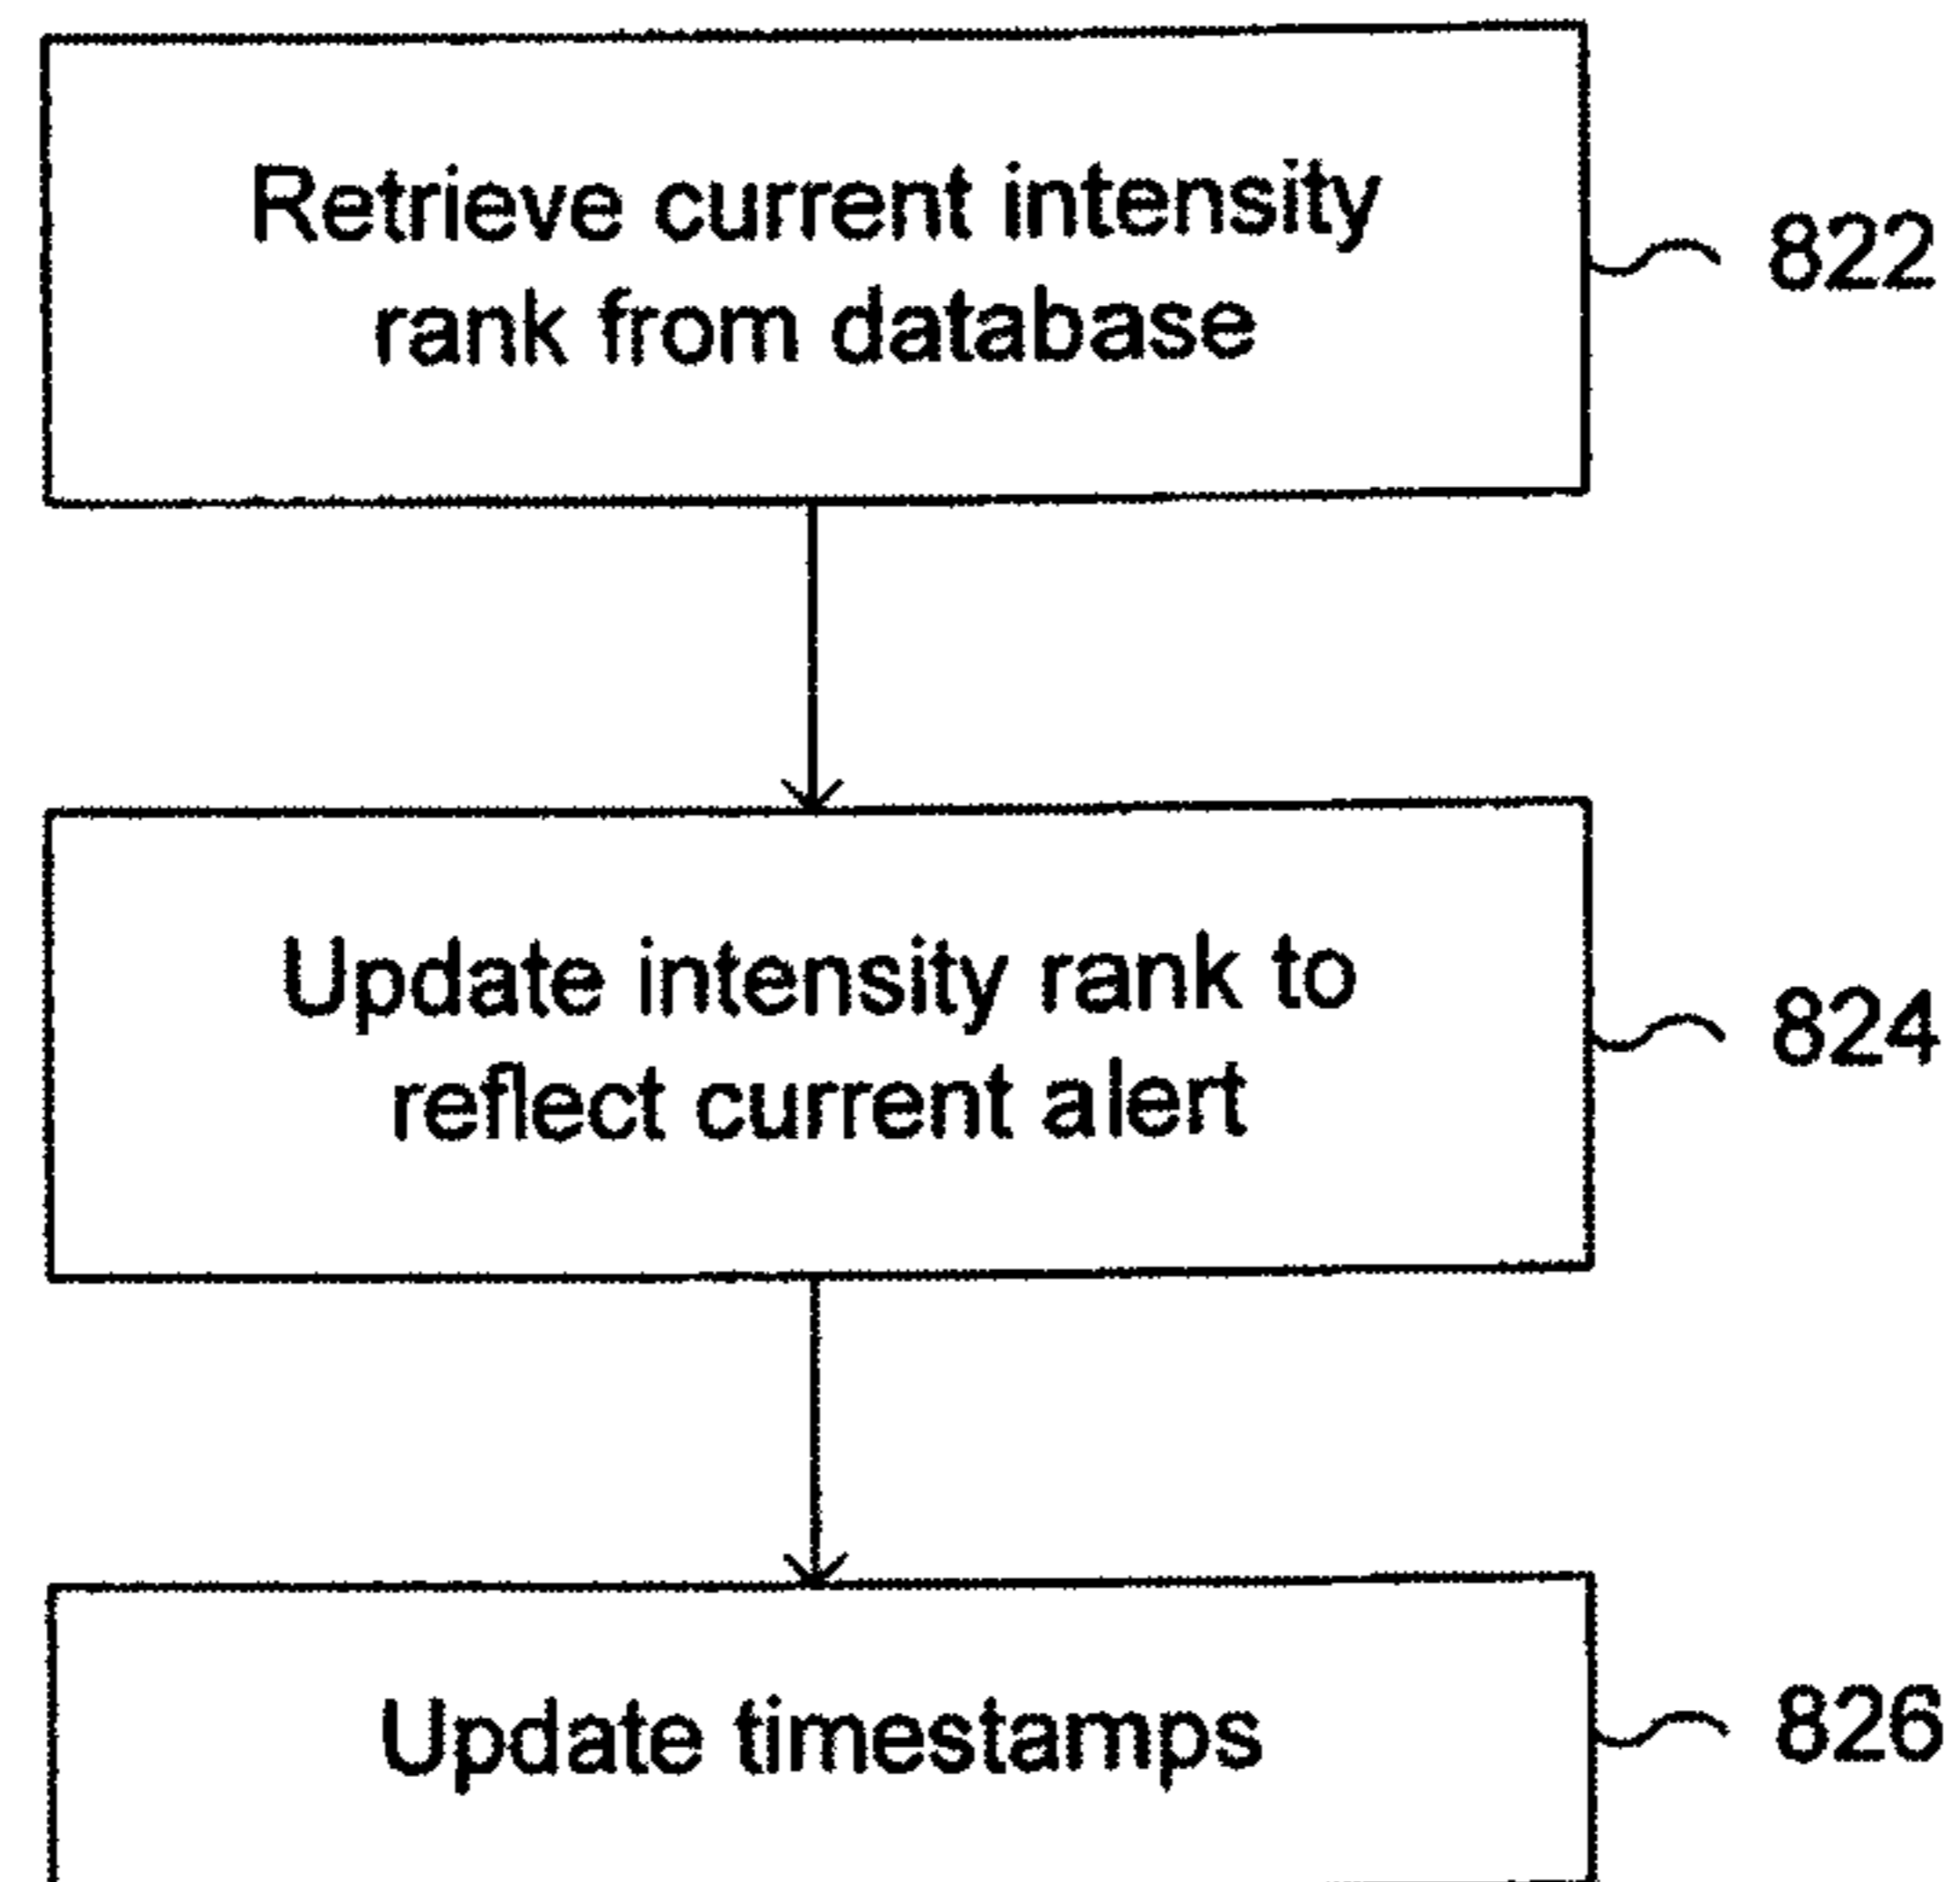 Retrieve current intensity
rank from database
822
Update intensity rank to
reflect current alert
824
Update timestamps
826